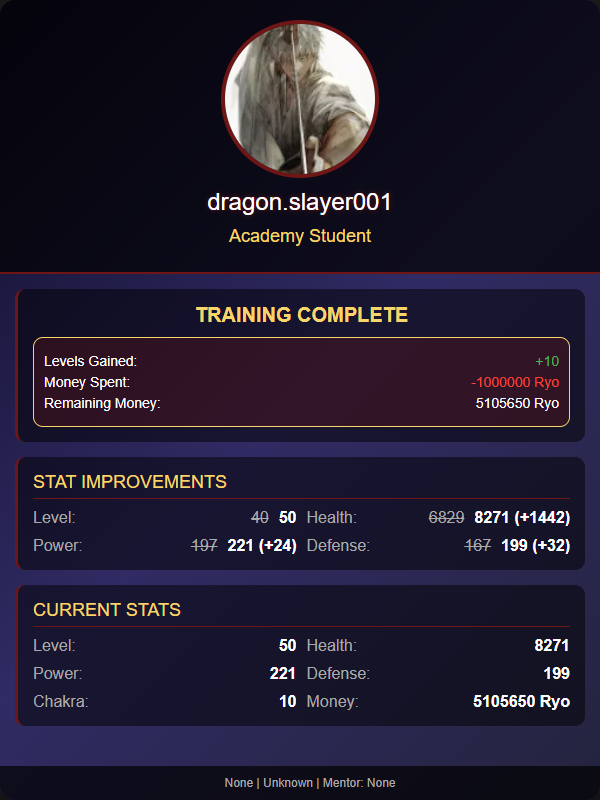 dragon.slayer001
Academy Student
TRAINING COMPLETE
Levels Gained: +10
Money Spent: -1000000 Ryo
Remaining Money: 5105650 Ryo
STAT IMPROVEMENTS
Level: 40 50 Health: 6829 8271 (+1442)
Power: 197 221 (+24) Defense: 167 199 (+32)
CURRENT STATS
Level: 50 Health: 8271
Power: 221 Defense: 199
Chakra: 10 Money: 5105650 Ryo
None | Unknown | Mentor: None